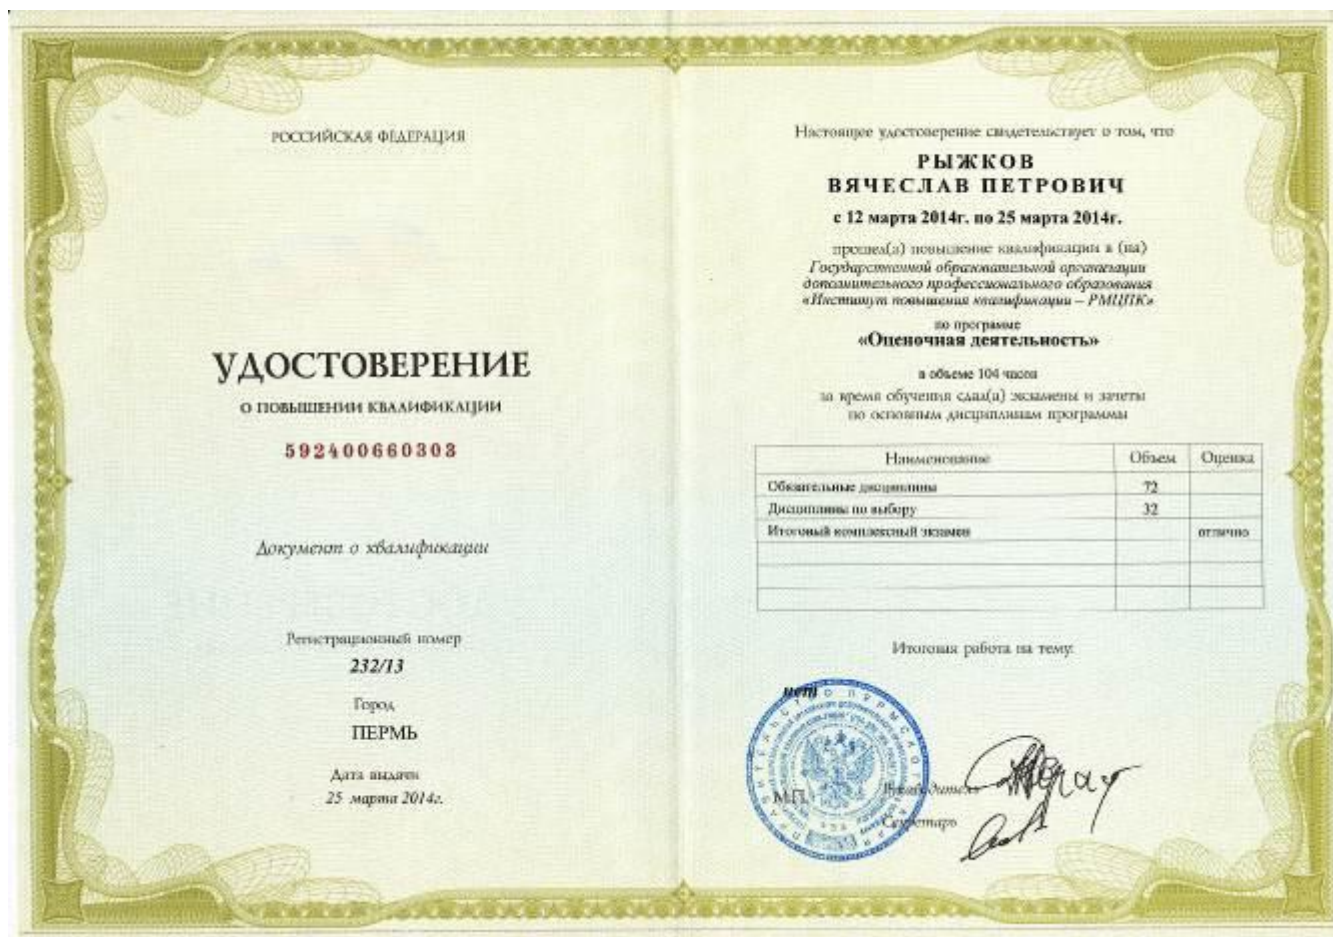 РОССИЙСКАЯ ФЕДЕРАЦИЯ
УДОСТОВЕРЕНИЕ
О ПОВЫШЕНИИ КВАЛИФИКАЦИИ
592400660303
Документ о квалификации
Регистрационный номер
232/13
Город
ПЕРМЬ
Дата выдачи
25 марта 2014г.
Настоящее удостоверение свидетельствует о том, что
РЫЖКОВ
ВЯЧЕСЛАВ ПЕТРОВИЧ
с 12 марта 2014г. по 25 марта 2014г.
прошел(а) повышение квалификации в (на)
Государственной образовательной организации
дополнительного профессионального образования
«Институт повышения квалификации – РМЦПК»
по программе
«Оценочная деятельность»
в объеме 104 часов
за время обучения сдал(а) экзамены и зачеты
по основным дисциплинам программы
Наименование Объем Оценка
Обязательные дисциплины 72
Дисциплины по выбору 32
Итоговый комплексный экзамен отлично
Итоговая работа на тему:
нет
М.П. Руководитель
Секретарь